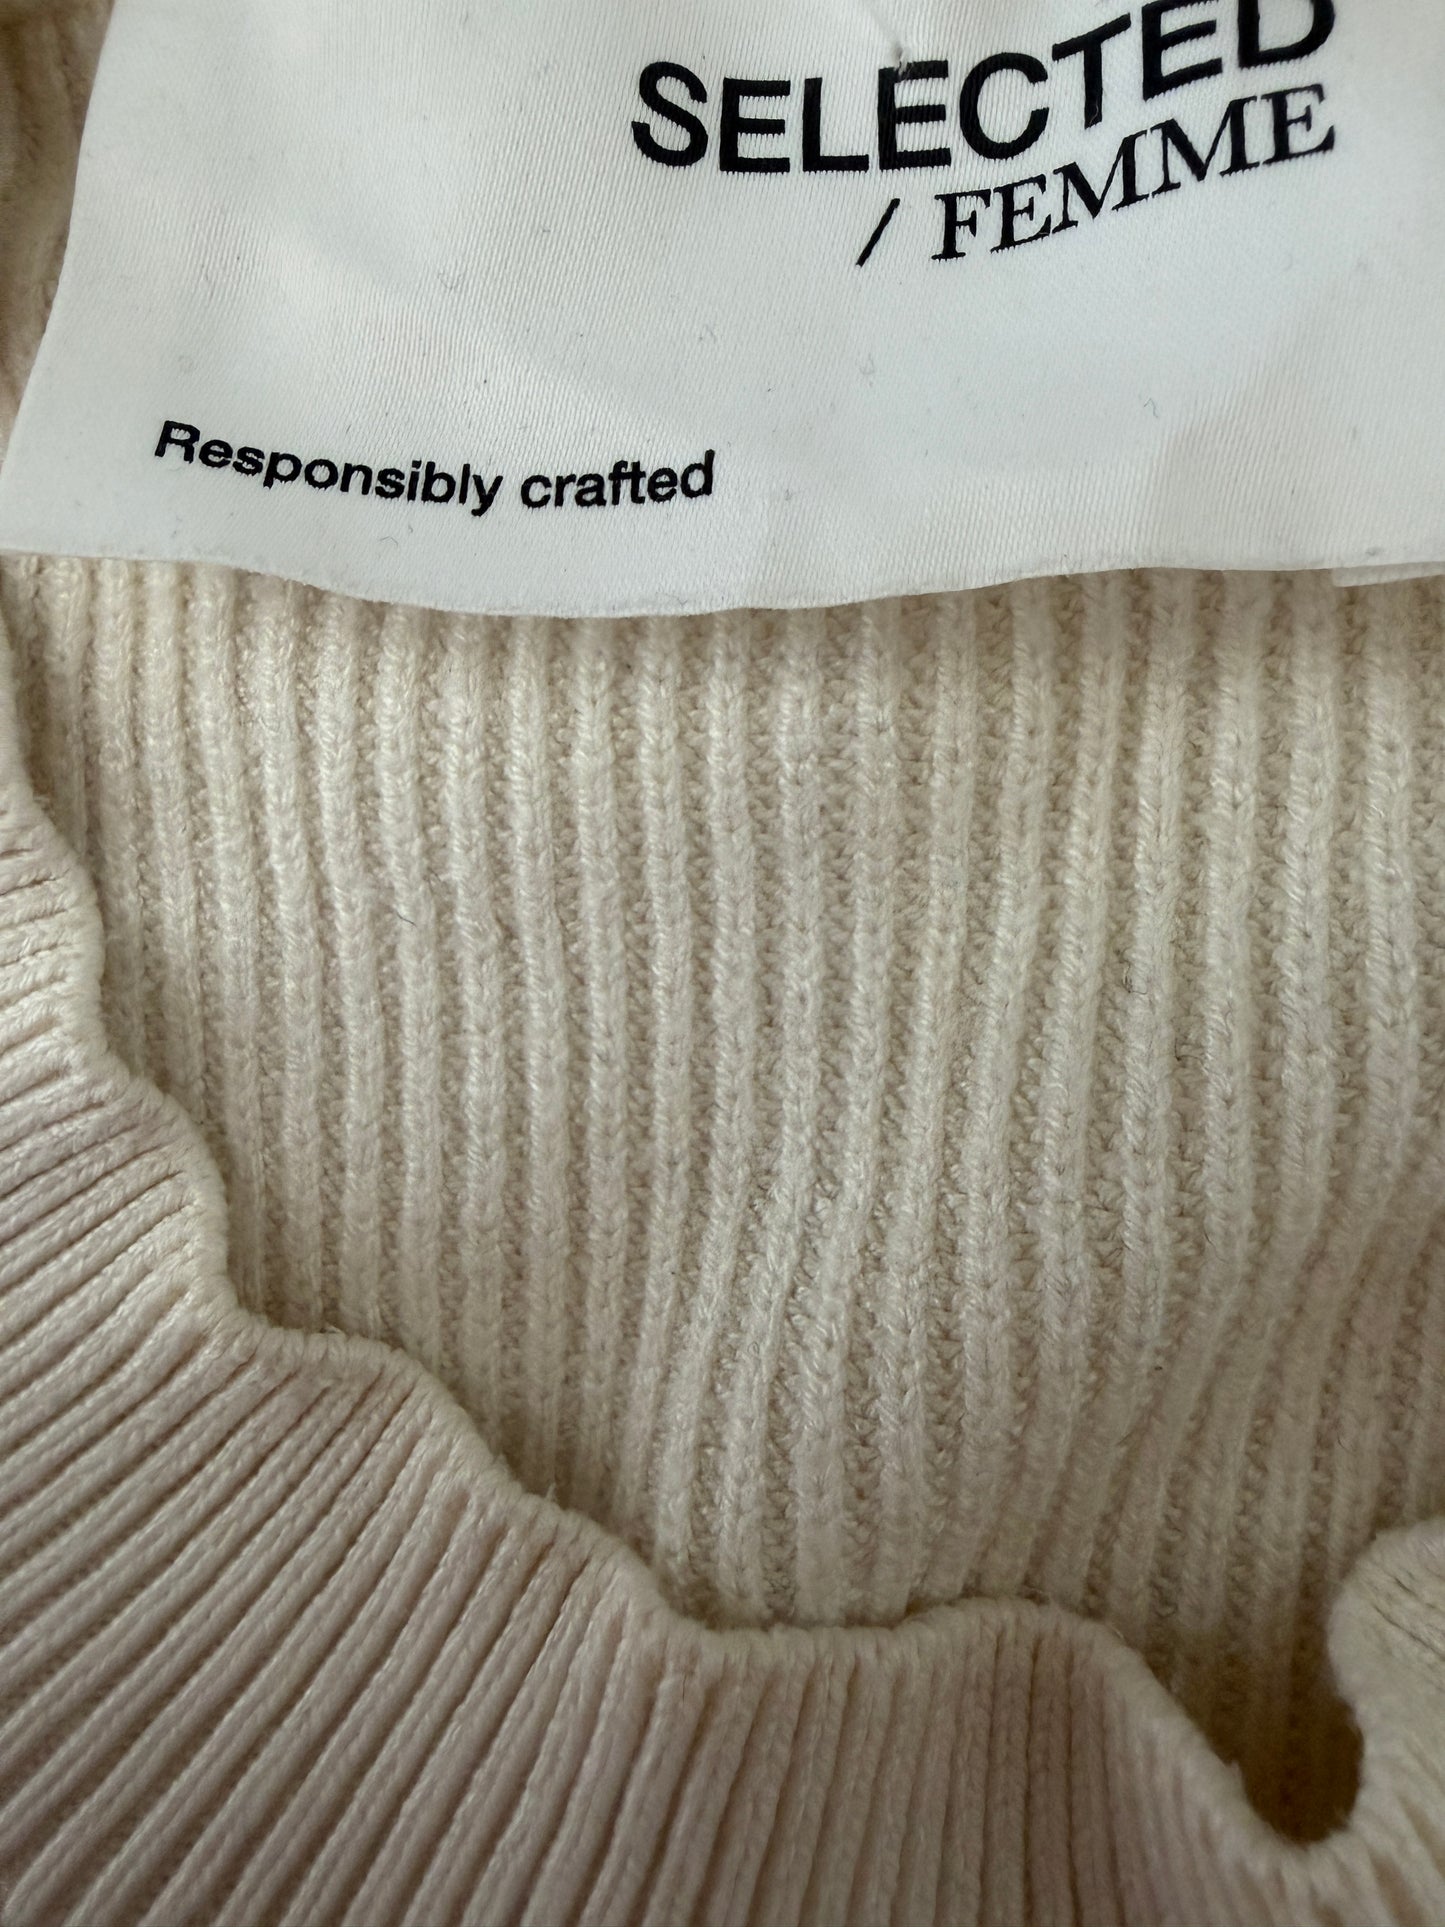 SELECTED
/ FEMME
Responsibly crafted